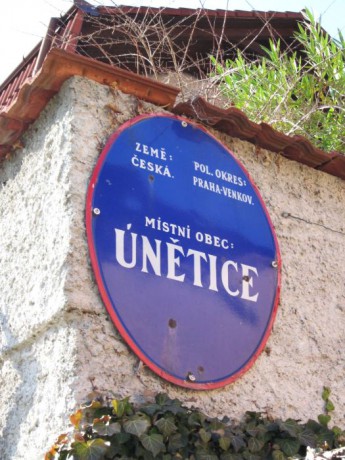 ZEMĚ:
ČESKÁ.
POL. OKRES:
PRAHA-VENKOV.
MÍSTNÍ OBEC:
ÚNĚTICE